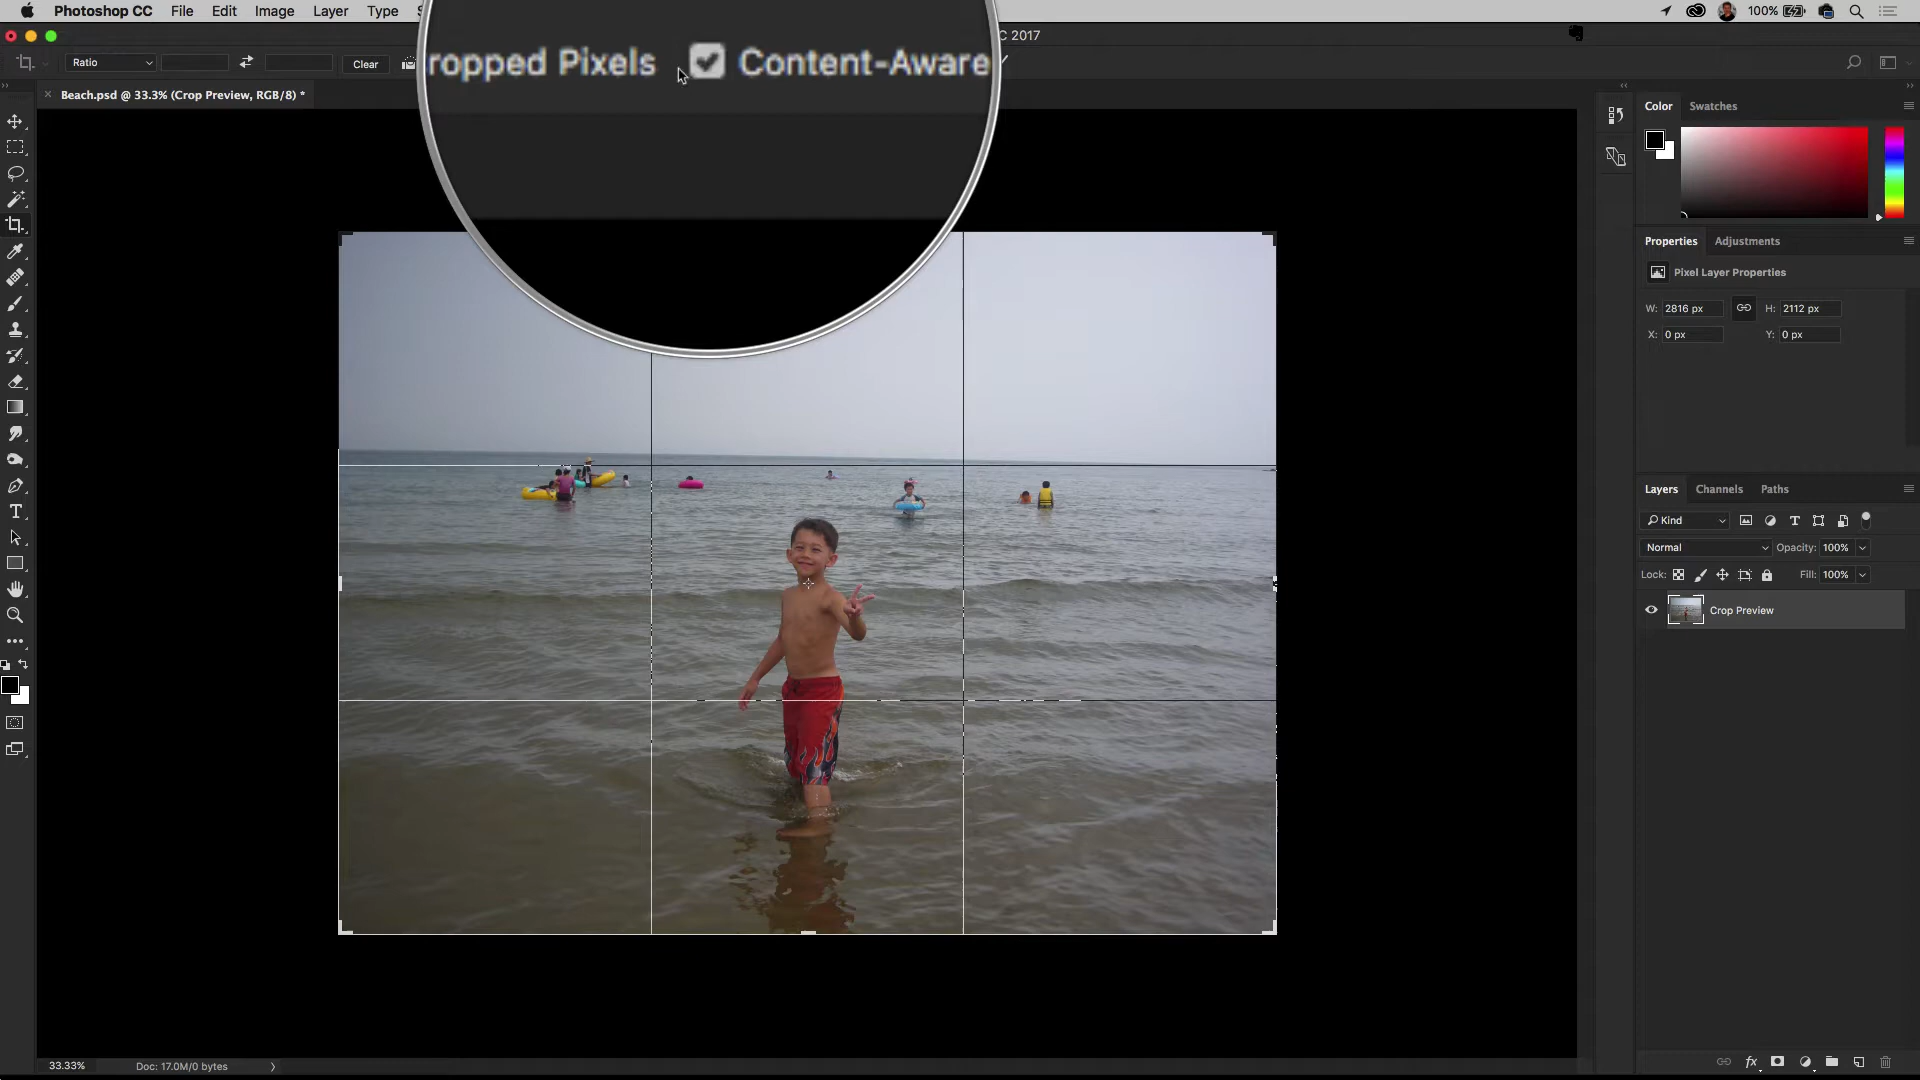 Photoshop CC File Edit Image Layer Type 100%
C 2017
Ratio Clear ropped Pixels Content-Aware
Beach.psd @ 33.3% (Crop Preview, RGB/8) *
Color Swatches
Properties Adjustments
Pixel Layer Properties
W: 2816 px H: 2112 px
X: 0 px Y: 0 px
Layers Channels Paths
Kind
Normal Opacity: 100%
Lock: Fill: 100%
Crop Preview
33.33% Doc: 17.0M/0 bytes